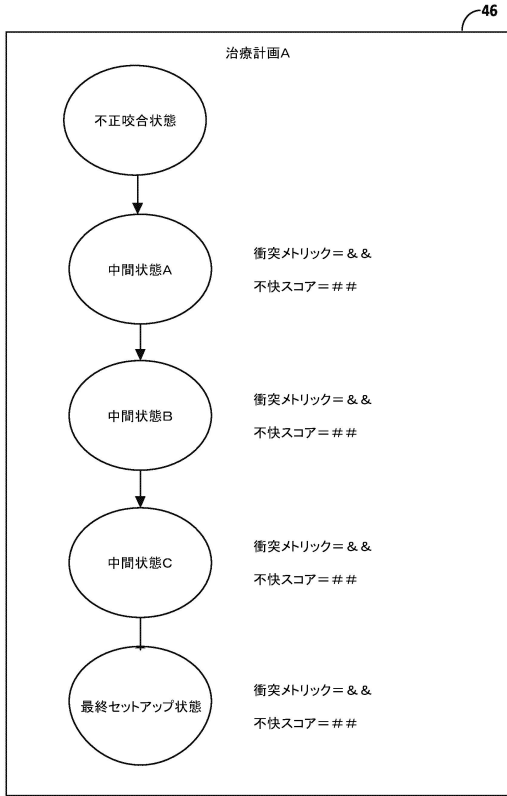 46
治療計画A
不正咬合状態
中間状態A
衝突メトリック＝＆＆
不快スコア＝＃＃
中間状態B
衝突メトリック＝＆＆
不快スコア＝＃＃
中間状態C
衝突メトリック＝＆＆
不快スコア＝＃＃
最終セットアップ状態
衝突メトリック＝＆＆
不快スコア＝＃＃